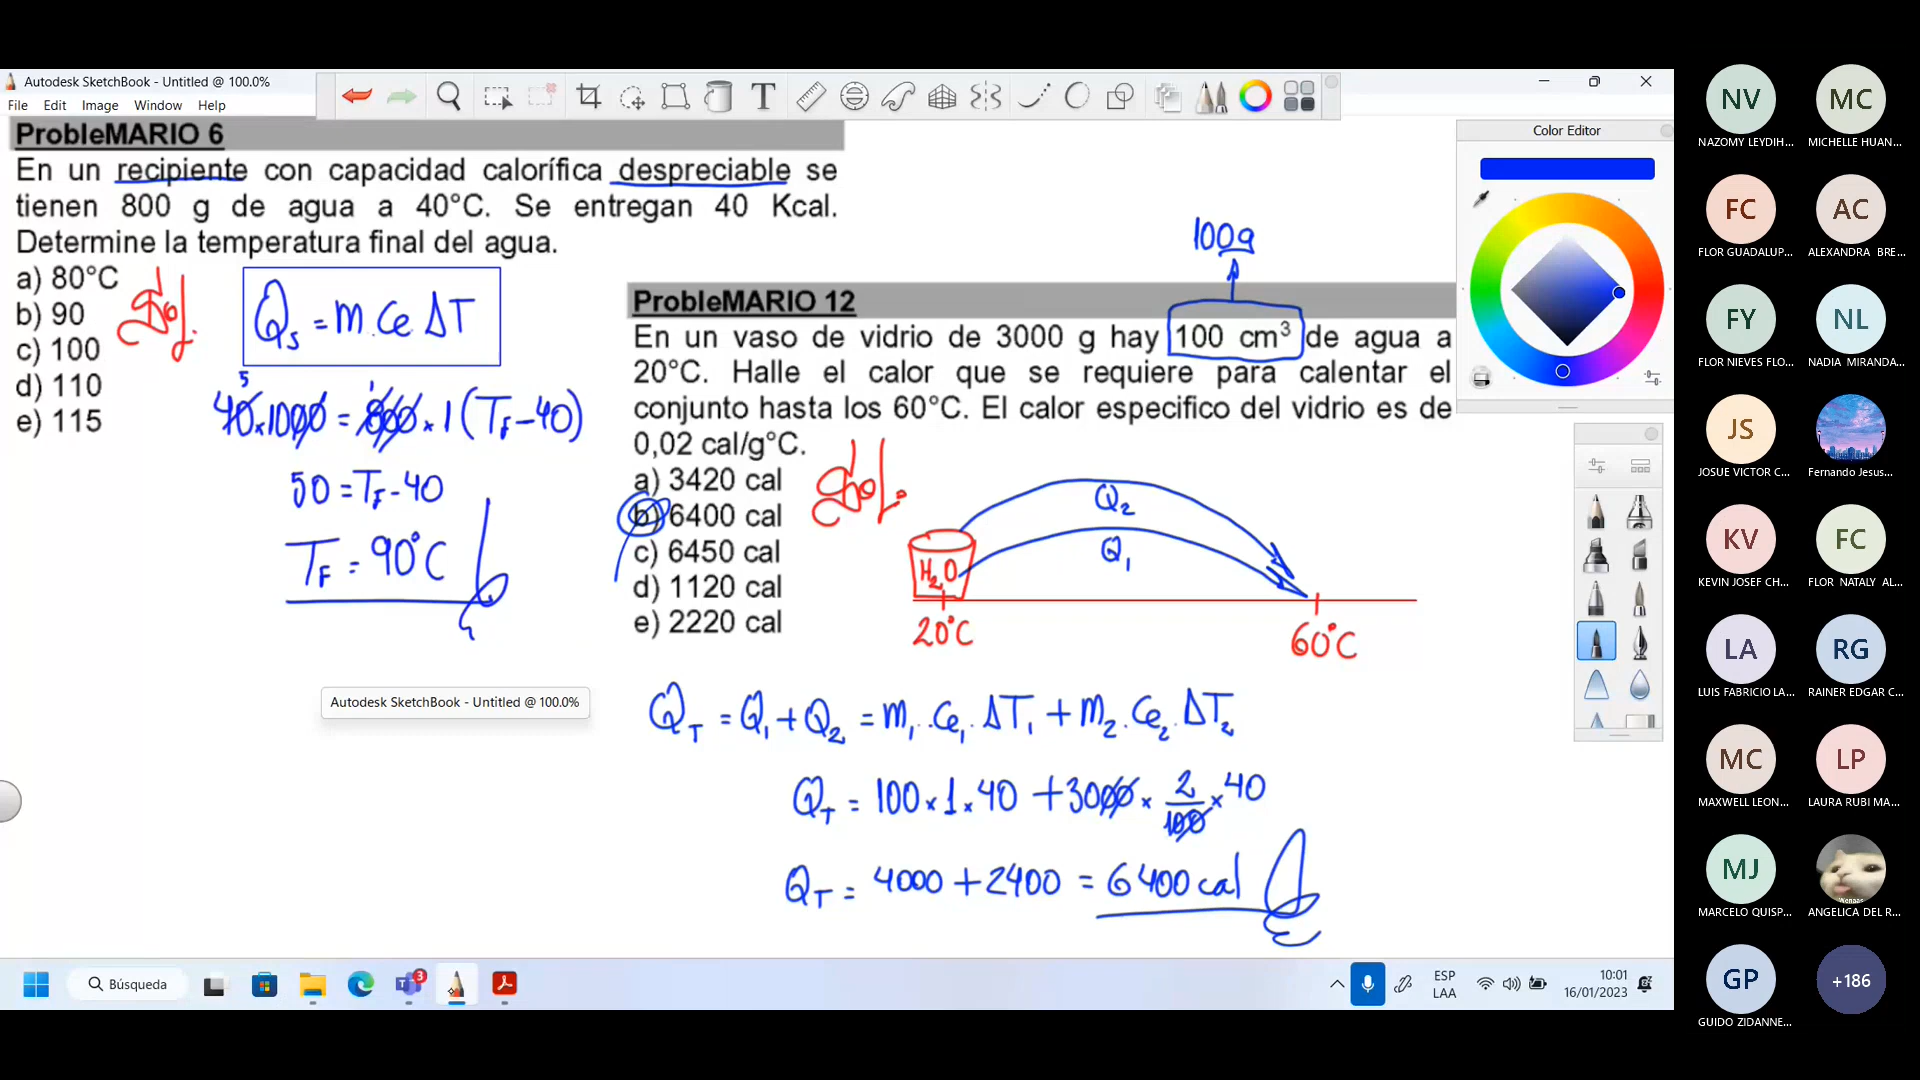 Autodesk SketchBook - Untitled @ 100.0%
File Edit Image Window Help
ProbleMARIO 6
En un recipiente con capacidad calorífica despreciable se
tienen 800 g de agua a 40°C. Se entregan 40 Kcal.
Determine la temperatura final del agua.
a) 80°C
b) 90
c) 100
d) 110
e) 115
Sol.
Qs = m.Ce ΔT
5 1
40×1000 = 800×1(TF-40)
50 = TF-40
TF = 90°C
Autodesk SketchBook - Untitled @ 100.0%
100g
ProbleMARIO 12
En un vaso de vidrio de 3000 g hay 100 cm³ de agua a
20°C. Halle el calor que se requiere para calentar el
conjunto hasta los 60°C. El calor especifico del vidrio es de
0,02 cal/g°C.
a) 3420 cal
b) 6400 cal
c) 6450 cal
d) 1120 cal
e) 2220 cal
Sol.
Q2
Q1
H2O
20°C
60°C
QT = Q1 + Q2 = m1.Ce1.ΔT1 + m2.Ce2.ΔT2
QT = 100×1×40 + 3000× 2/100 ×40
QT = 4000 + 2400 = 6400 cal
Color Editor
Búsqueda
3
ESP
LAA
10:01
16/01/2023
NV
NAZOMY LEYDIH...
MC
MICHELLE HUAN...
FC
FLOR GUADALUP...
AC
ALEXANDRA BRE...
FY
FLOR NIEVES FLO...
NL
NADIA MIRANDA...
JS
JOSUE VICTOR C...
Fernando Jesus...
KV
KEVIN JOSEF CH...
FC
FLOR NATALY AL...
LA
LUIS FABRICIO LA...
RG
RAINER EDGAR C...
MC
MAXWELL LEON...
LP
LAURA RUBI MA...
MJ
MARCELO QUISP...
ANGELICA DEL R...
GP
GUIDO ZIDANNE...
+186